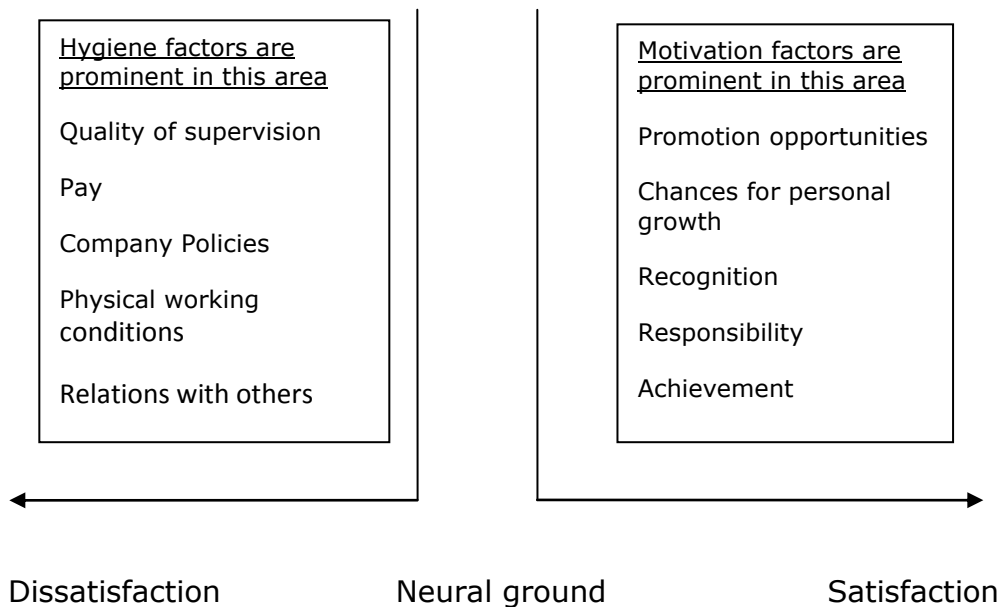 Hygiene factors are
prominent in this area
Quality of supervision
Pay
Company Policies
Physical working
conditions
Relations with others
Motivation factors are
prominent in this area
Promotion opportunities
Chances for personal
growth
Recognition
Responsibility
Achievement
Dissatisfaction
Neural ground
Satisfaction